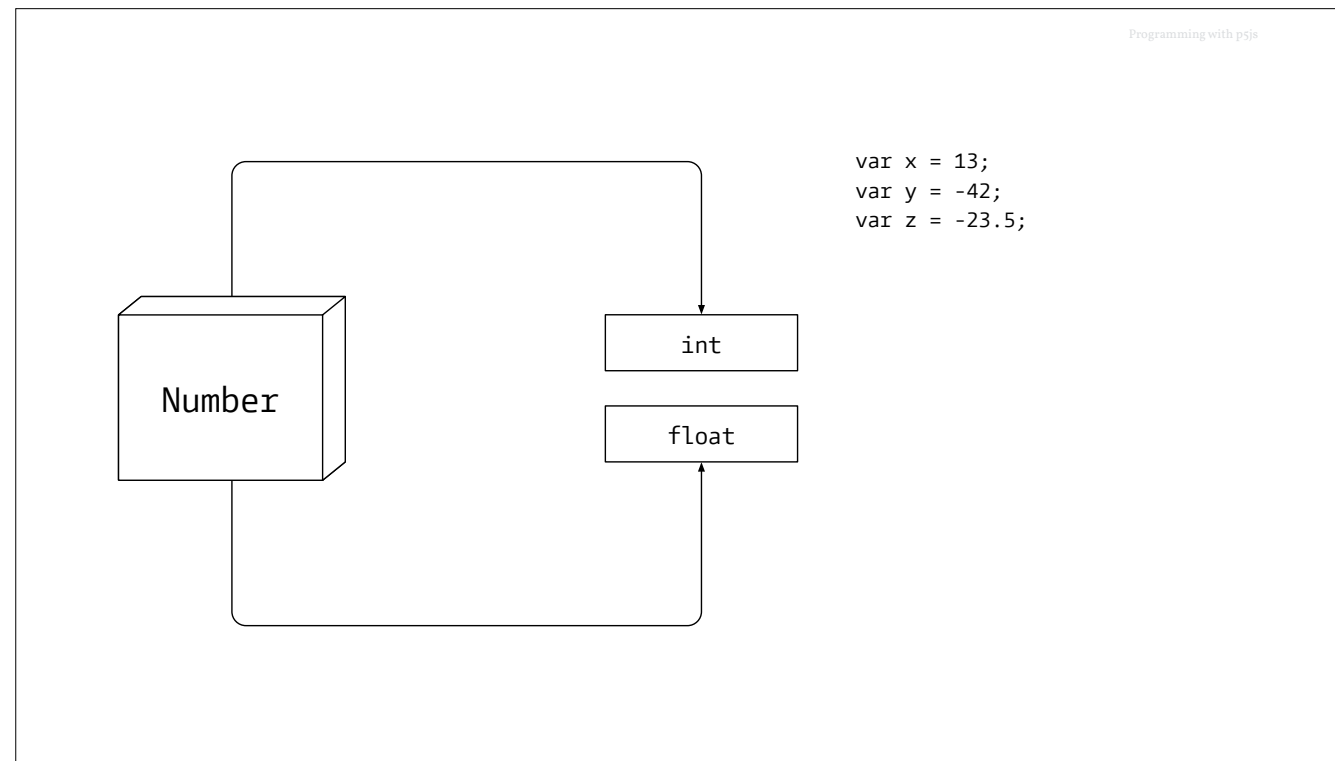 Programming with p5js
var x = 13;
var y = -42;
var z = -23.5;
int
Number
float